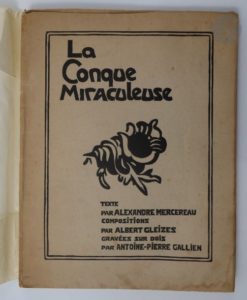 La
Conque
Miraculeuse
TEXTE
PAR ALEXANDRE MERCEREAU
COMPOSITIONS
PAR ALBERT GLEIZES
GRAVÉES SUR BOIS
PAR ANTOINE-PIERRE GALLIEN